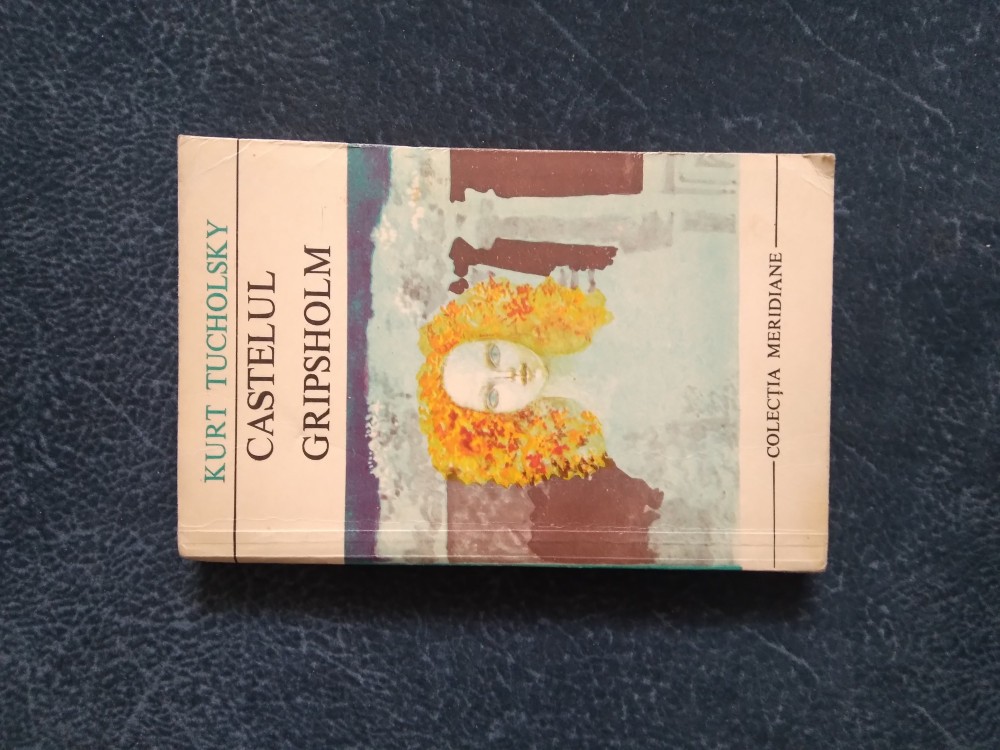 KURT TUCHOLSKY
CASTELUL
GRIPSHOLM
COLECȚIA MERIDIANE